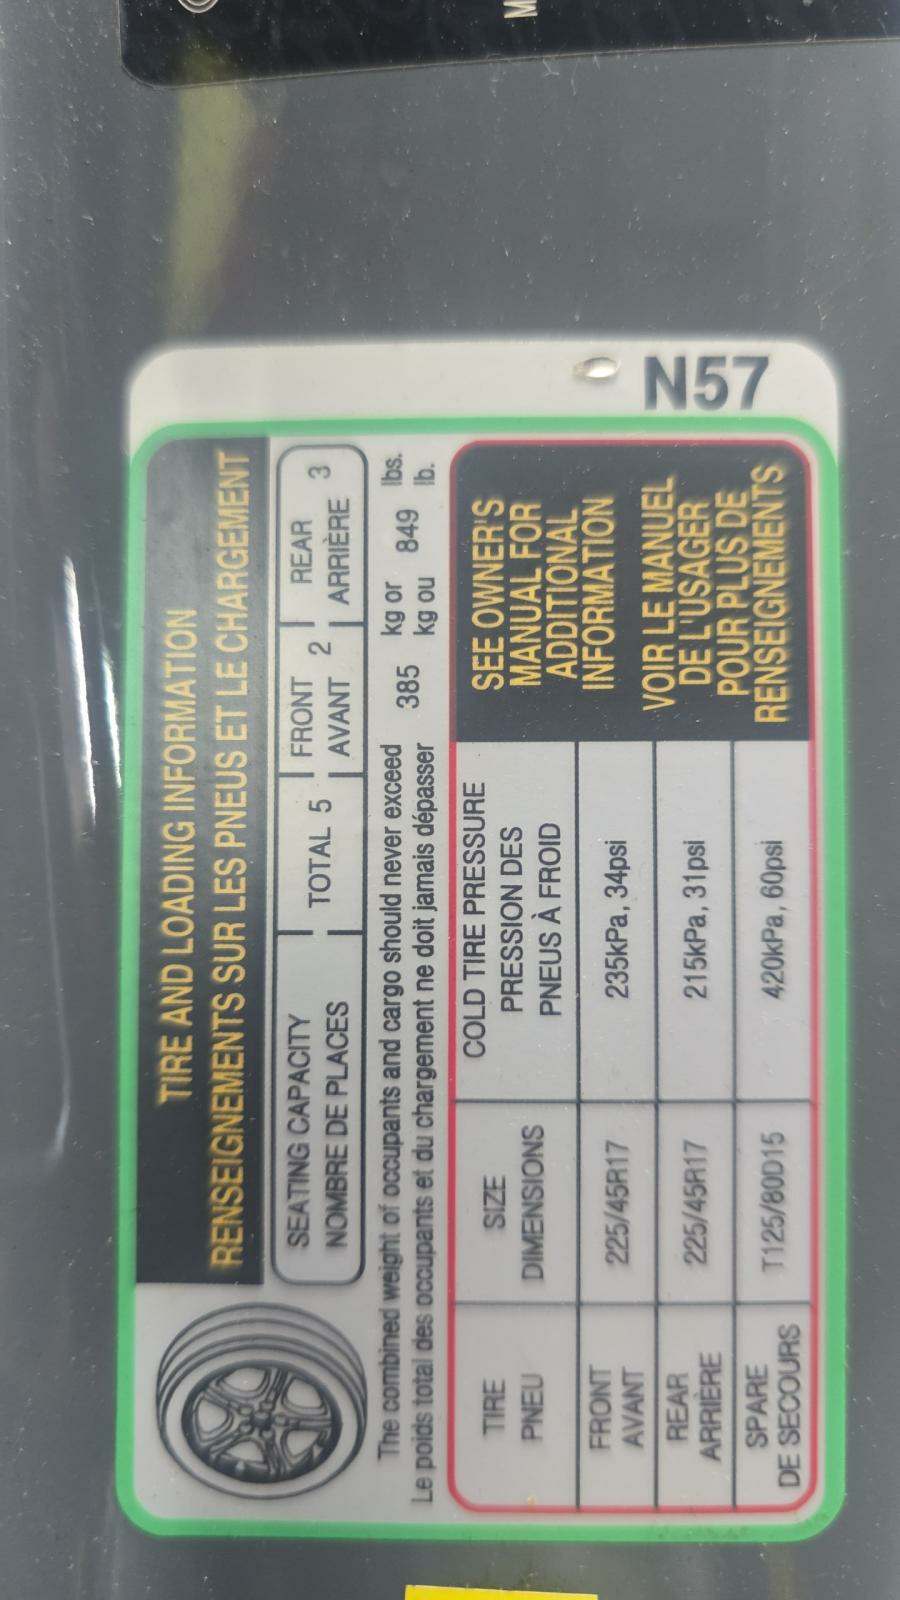 TIRE AND LOADING INFORMATION
RENSEIGNEMENTS SUR LES PNEUS ET LE CHARGEMENT
SEATING CAPACITY
NOMBRE DE PLACES
TOTAL 5
FRONT
AVANT 2
REAR
ARRIÈRE 3
The combined weight of occupants and cargo should never exceed 385 kg or 849 lbs.
Le poids total des occupants et du chargement ne doit jamais dépasser kg ou lb.
TIRE
PNEU
SIZE
DIMENSIONS
COLD TIRE PRESSURE
PRESSION DES
PNEUS À FROID
FRONT
AVANT
225/45R17
235kPa, 34psi
REAR
ARRIÈRE
225/45R17
215kPa, 31psi
SPARE
DE SECOURS
T125/80D15
420kPa, 60psi
SEE OWNER'S
MANUAL FOR
ADDITIONAL
INFORMATION
VOIR LE MANUEL
DE L'USAGER
POUR PLUS DE
RENSEIGNEMENTS
N57